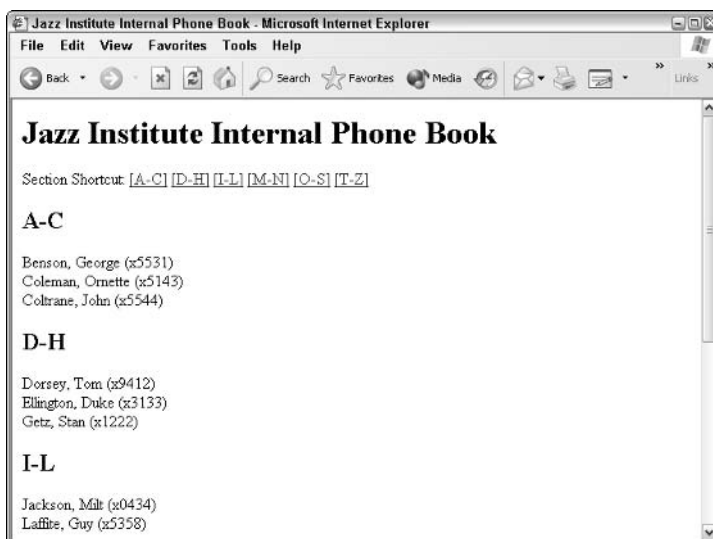 Jazz Institute Internal Phone Book - Microsoft Internet Explorer
File Edit View Favorites Tools Help
Back Search Favorites Media Links
Jazz Institute Internal Phone Book
Section Shortcut: [A-C] [D-H] [I-L] [M-N] [O-S] [T-Z]
A-C
Benson, George (x5531)
Coleman, Ornette (x5143)
Coltrane, John (x5544)
D-H
Dorsey, Tom (x9412)
Ellington, Duke (x3133)
Getz, Stan (x1222)
I-L
Jackson, Milt (x0434)
Laffite, Guy (x5358)